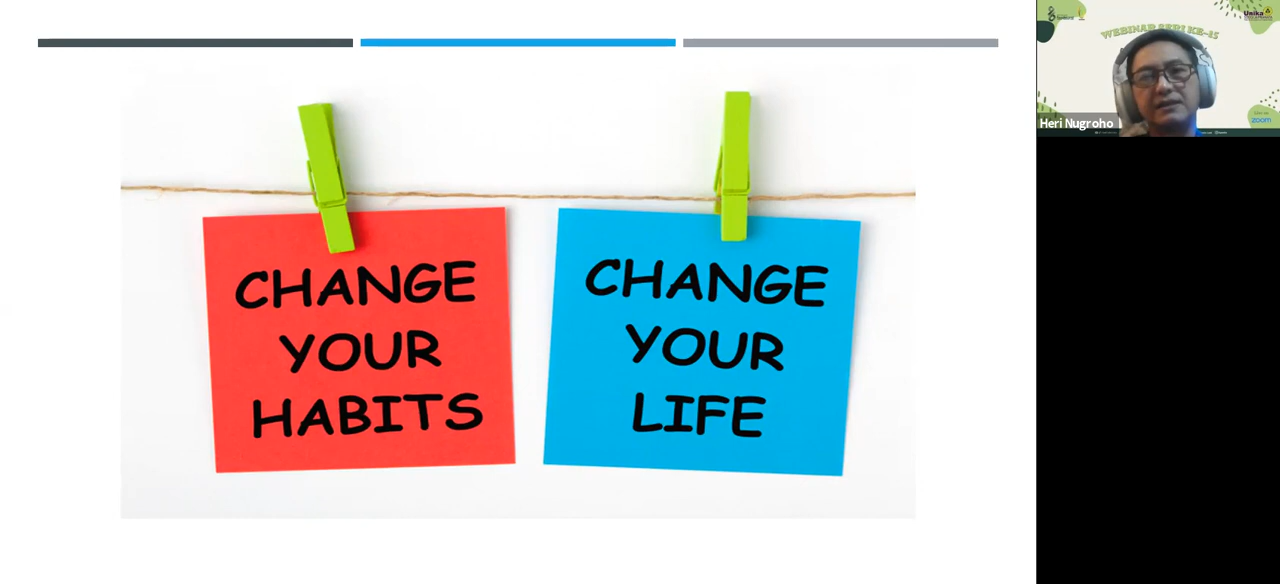 CHANGE
YOUR
HABITS
CHANGE
YOUR
LIFE
WEBINAR SERI KE-15
Heri Nugroho
zoom